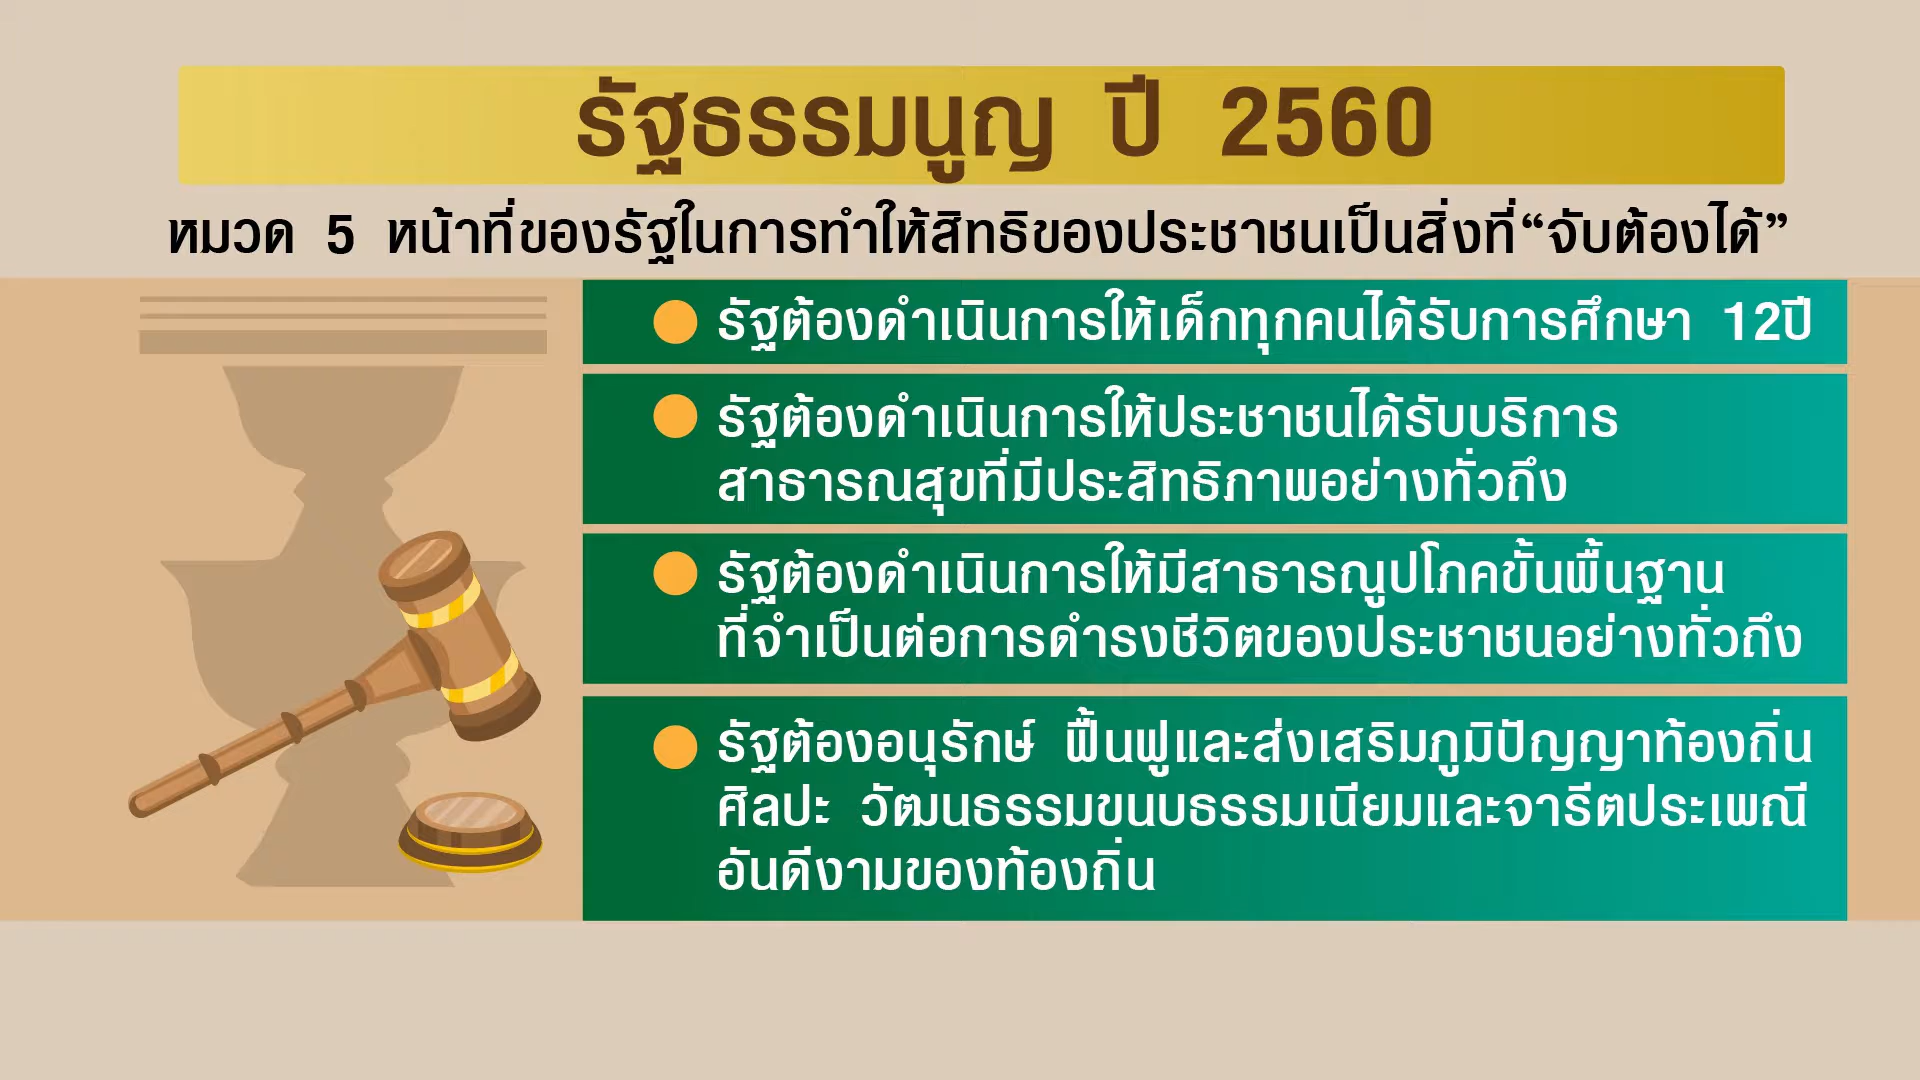 รัฐธรรมนูญ ปี 2560
หมวด 5 หน้าที่ของรัฐในการทำให้สิทธิของประชาชนเป็นสิ่งที่“จับต้องได้”
รัฐต้องดำเนินการให้เด็กทุกคนได้รับการศึกษา 12ปี
รัฐต้องดำเนินการให้ประชาชนได้รับบริการ
สาธารณสุขที่มีประสิทธิภาพอย่างทั่วถึง
รัฐต้องดำเนินการให้มีสาธารณูปโภคขั้นพื้นฐาน
ที่จำเป็นต่อการดำรงชีวิตของประชาชนอย่างทั่วถึง
รัฐต้องอนุรักษ์ ฟื้นฟูและส่งเสริมภูมิปัญญาท้องถิ่น
ศิลปะ วัฒนธรรมขนบธรรมเนียมและจารีตประเพณี
อันดีงามของท้องถิ่น